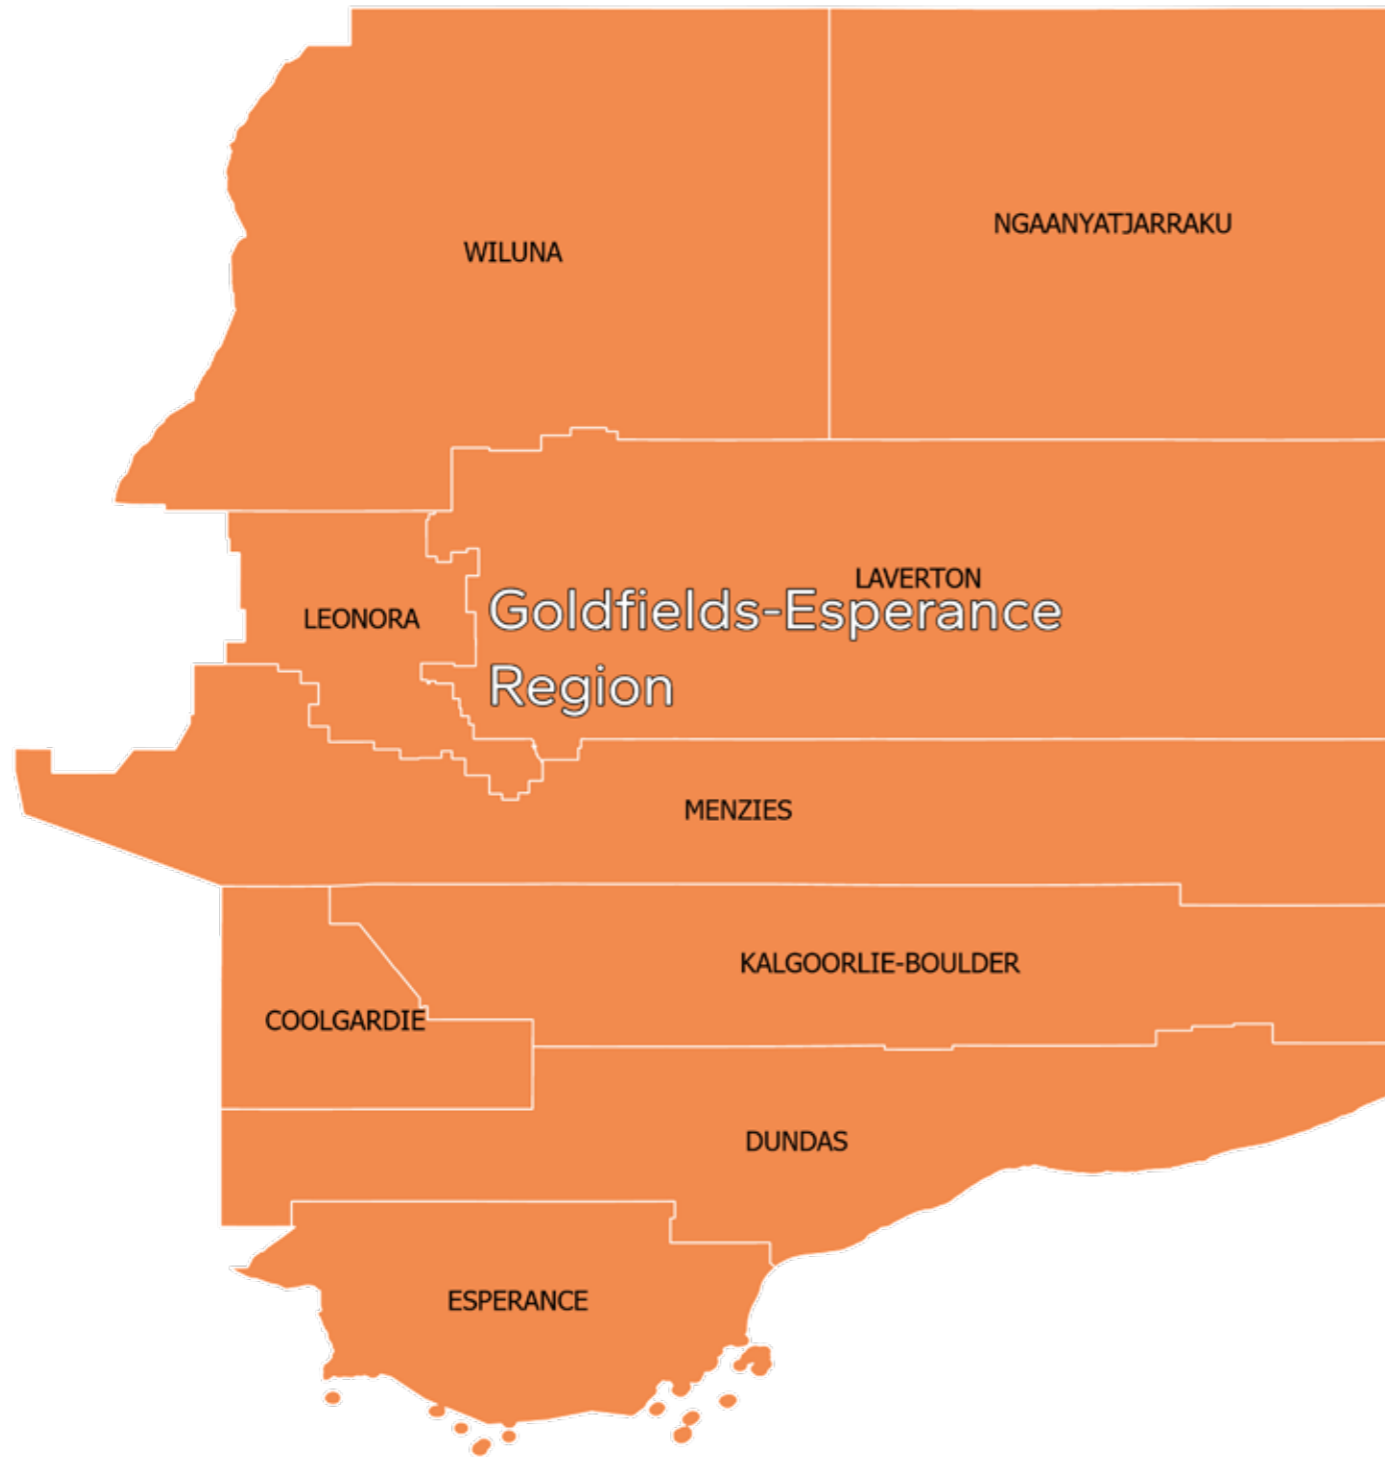 NGAANYATJARRAKU
WILUNA
LAVERTON
Goldfields-Esperance
LEONORA
Region
MENZIES
KALGOORLIE-BOULDER
COOLGARDIE
DUNDAS
ESPERANCE